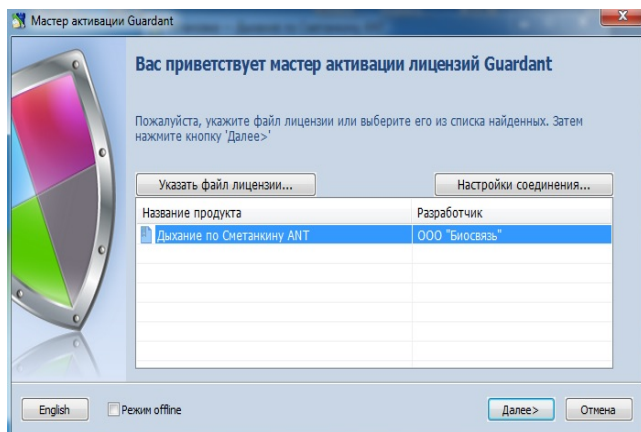 Мастер активации Guardant
Вас приветствует мастер активации лицензий Guardant
Пожалуйста, укажите файл лицензии или выберите его из списка найденных. Затем
нажмите кнопку 'Далее>'
Указать файл лицензии... Настройки соединения...
Название продукта Разработчик
Дыхание по Сметанкину ANT ООО "Биосвязь"
English Режим offline Далее> Отмена